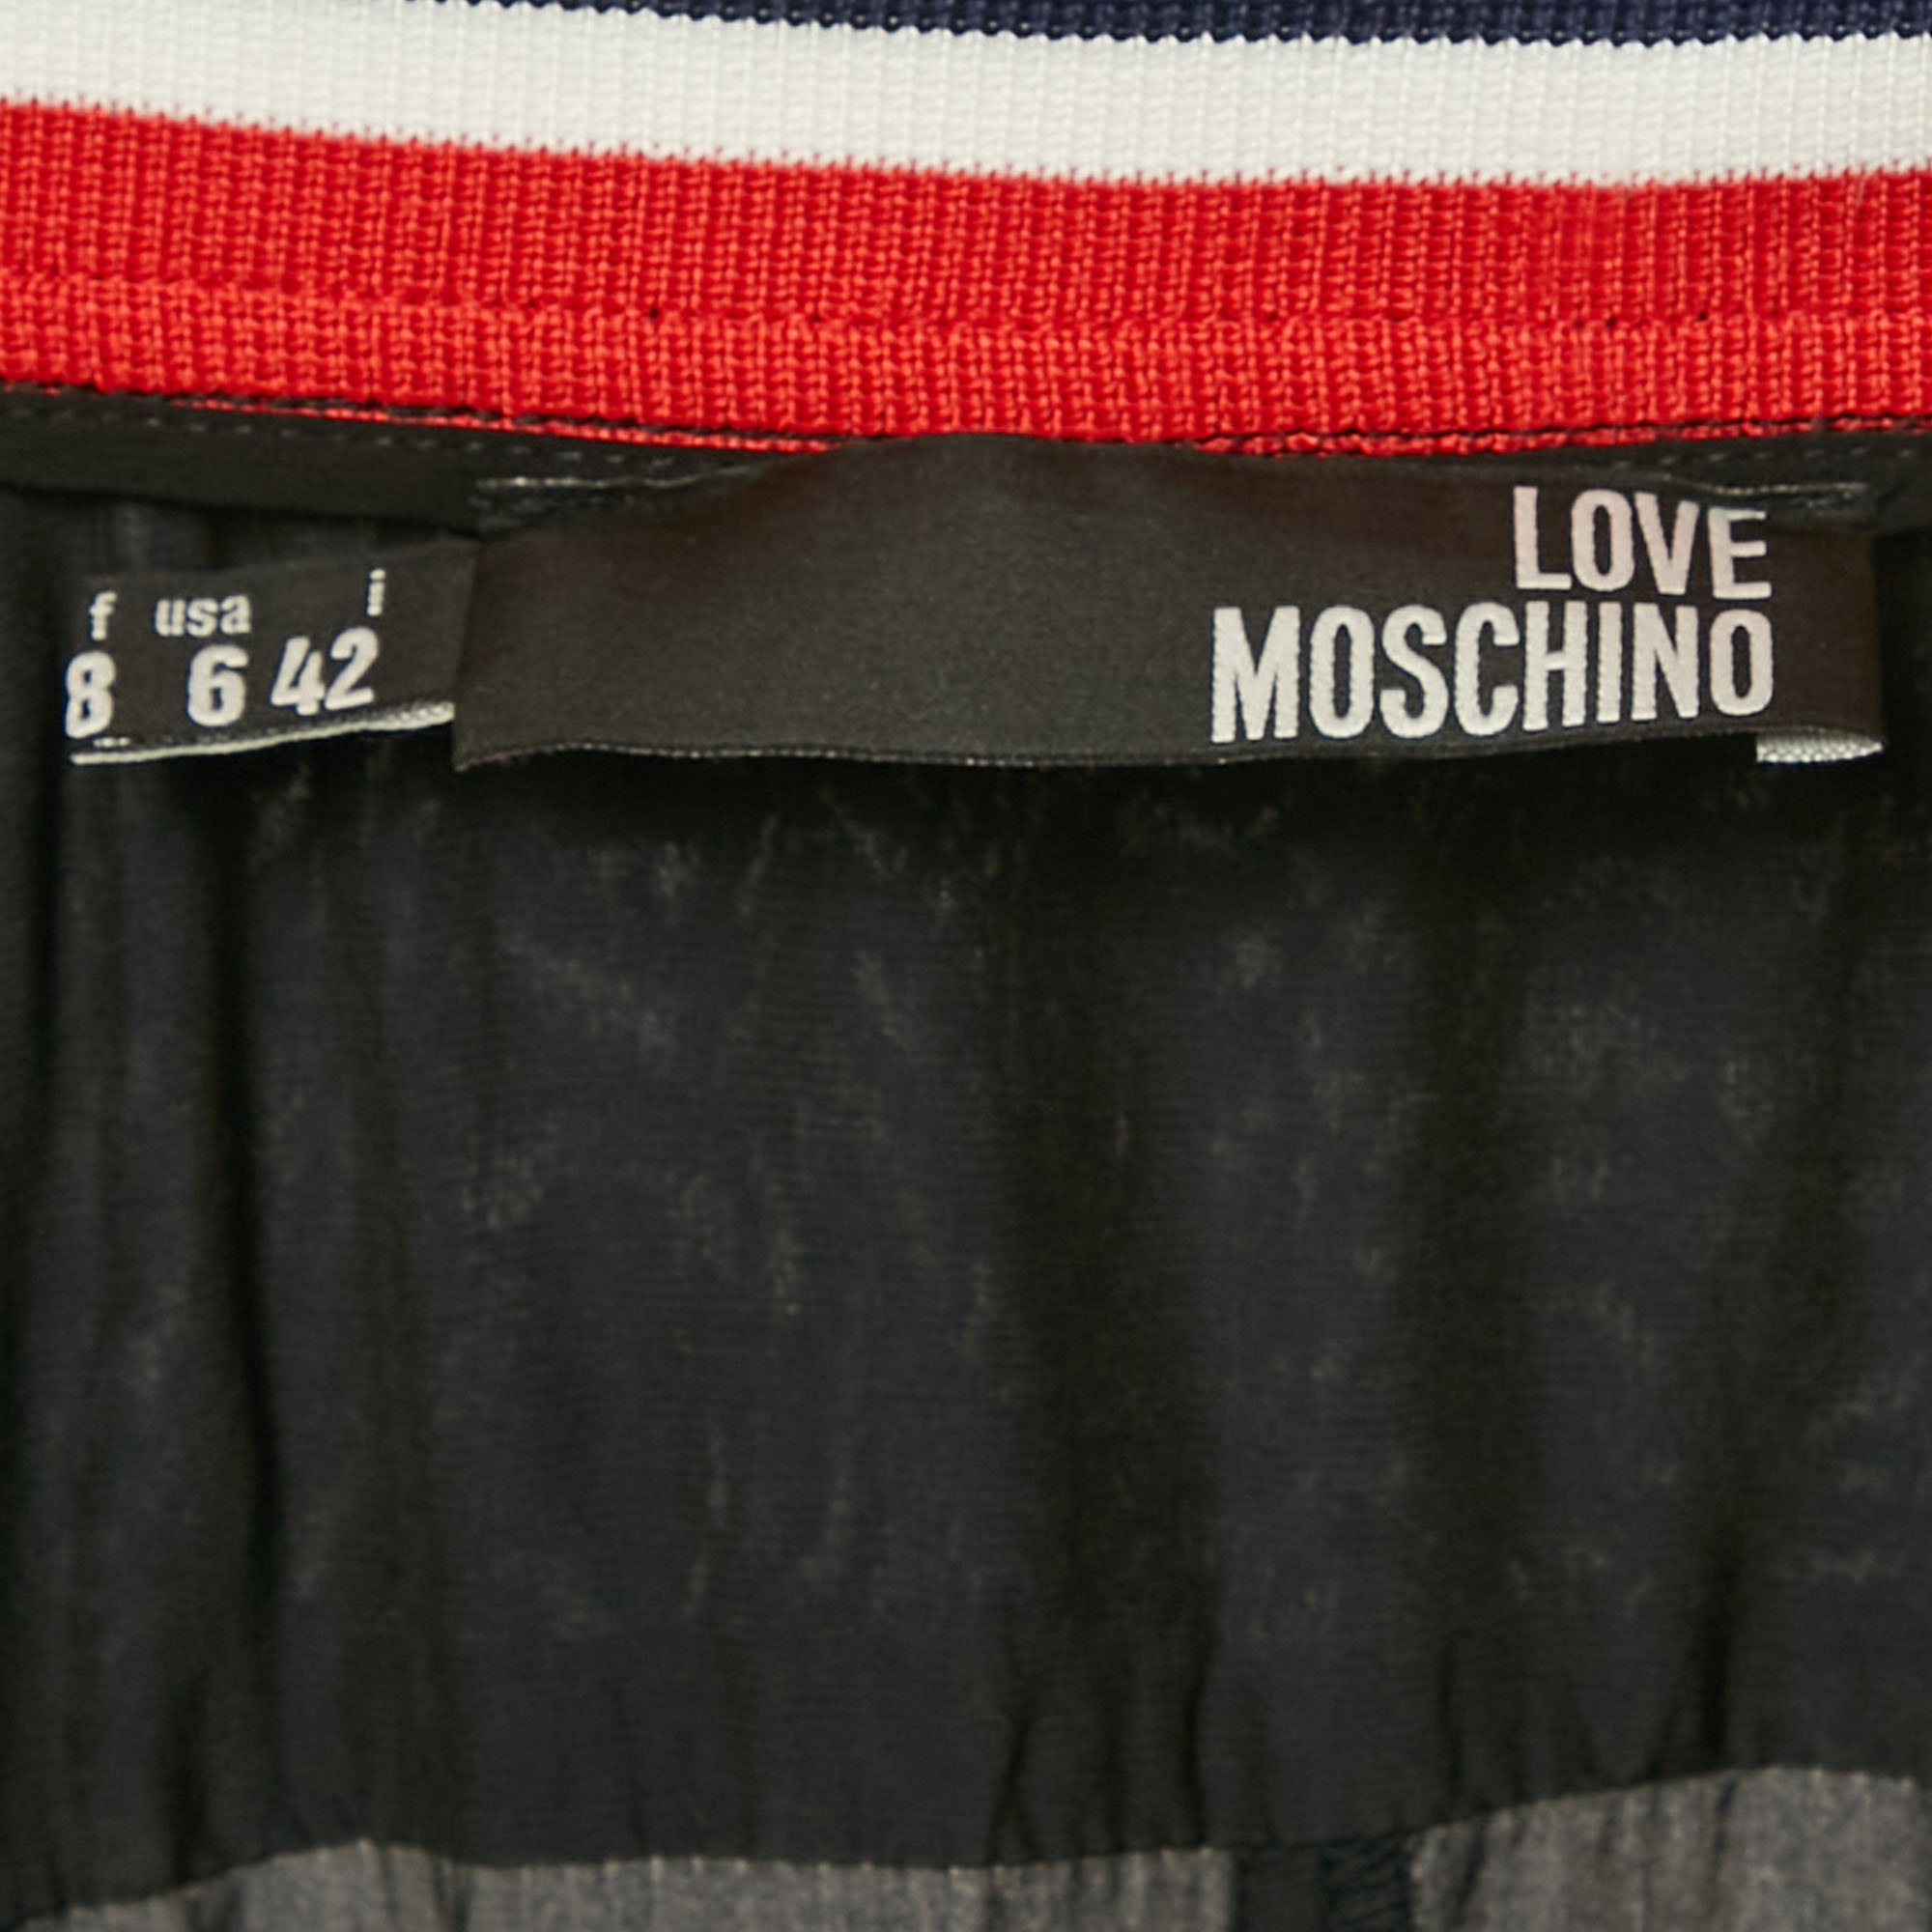 f usa i
8 6 42
LOVE
MOSCHINO